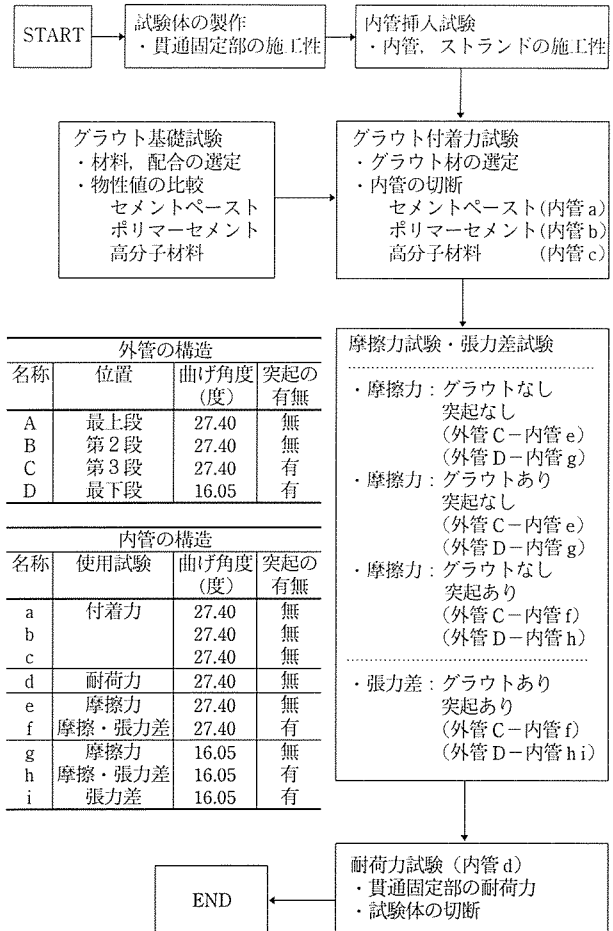 START
試験体の製作
・貫通固定部の施工性
内管挿入試験
・内管,ストランドの施工性
グラウト基礎試験
・材料,配合の選定
・物性値の比較
セメントペースト
ポリマーセメント
高分子材料
グラウト付着力試験
・グラウト材の選定
・内管の切断
セメントペースト(内管a)
ポリマーセメント(内管b)
高分子材料 (内管c)
外管の構造
名称 位置 曲げ角度(度) 突起の有無
A 最上段 27.40 無
B 第2段 27.40 無
C 第3段 27.40 有
D 最下段 16.05 有
内管の構造
名称 使用試験 曲げ角度(度) 突起の有無
a 付着力 27.40 無
b 27.40 無
c 27.40 無
d 耐荷力 27.40 無
e 摩擦力 27.40 無
f 摩擦・張力差 27.40 有
g 摩擦力 16.05 無
h 摩擦・張力差 16.05 有
i 張力差 16.05 有
摩擦力試験・張力差試験
・摩擦力:グラウトなし
突起なし
(外管C-内管e)
(外管D-内管g)
・摩擦力:グラウトあり
突起なし
(外管C-内管e)
(外管D-内管g)
・摩擦力:グラウトなし
突起あり
(外管C-内管f)
(外管D-内管h)
・張力差:グラウトあり
突起あり
(外管C-内管f)
(外管D-内管h i)
耐荷力試験(内管d)
・貫通固定部の耐荷力
・試験体の切断
END